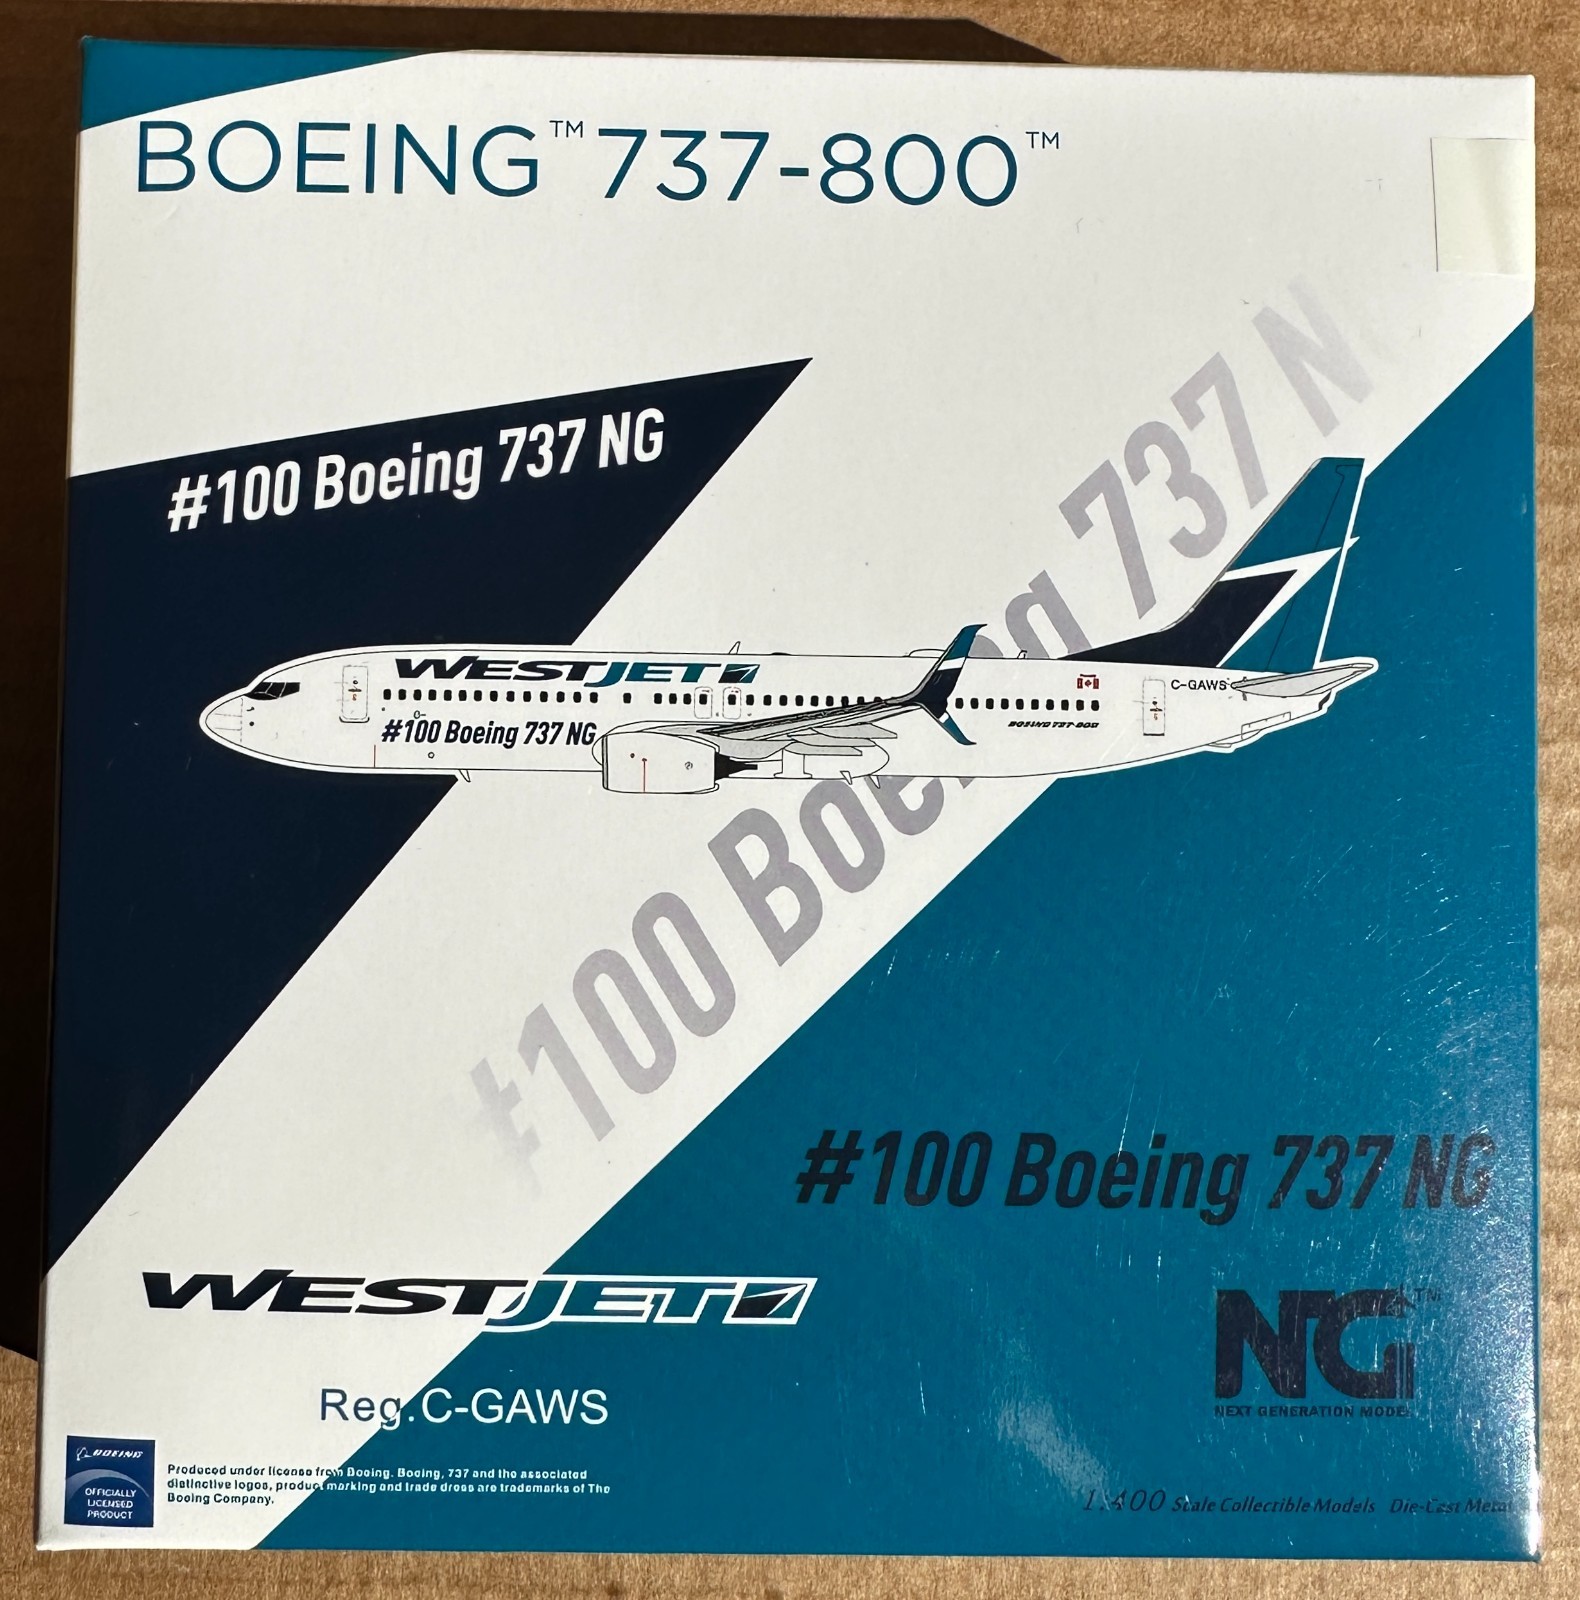 BOEING™ 737-800™
#100 Boeing 737 NG
#100 Boeing 737 N
WESTJET
C-GAWS
#100 Boeing 737 NG
BOEING 737-800
#100 Boeing 737 NG
WESTJET
NG™
NEXT GENERATION MODEL
Reg.C-GAWS
BOEING
OFFICIALLY
LICENSED
PRODUCT
Produced under license from Boeing. Boeing, 737 and the associated
distinctive logos, product marking and trade dress are trademarks of The
Boeing Company.
1:400 Scale Collectible Models Die-Cast Metal